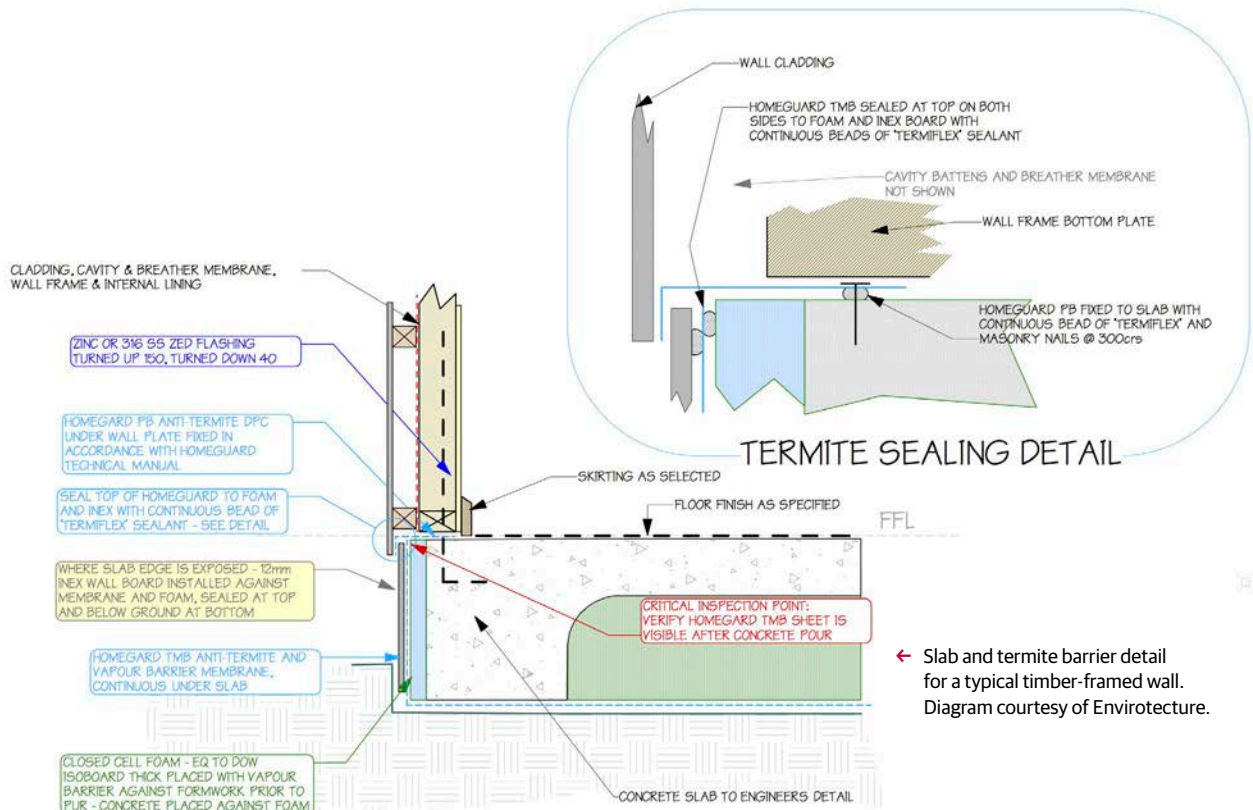 WALL CLADDING
HOMEGUARD TMB SEALED AT TOP ON BOTH
SIDES TO FOAM AND INEX BOARD WITH
CONTINUOUS BEADS OF "TERMIFLEX" SEALANT
CAVITY BATTENS AND BREATHER MEMBRANE
NOT SHOWN
WALL FRAME BOTTOM PLATE
HOMEGUARD PB FIXED TO SLAB WITH
CONTINUOUS BEAD OF "TERMIFLEX" AND
MASONRY NAILS @ 300crs
TERMITE SEALING DETAIL
CLADDING, CAVITY & BREATHER MEMBRANE,
WALL FRAME & INTERNAL LINING
ZINC OR 316 SS ZED FLASHING
TURNED UP 150, TURNED DOWN 40
HOMEGARD PB ANTI-TERMITE DPC
UNDER WALL PLATE FIXED IN
ACCORDANCE WITH HOMEGUARD
TECHNICAL MANUAL
SEAL TOP OF HOMEGUARD TO FOAM
AND INEX WITH CONTINUOUS BEAD OF
"TERMIFLEX" SEALANT - SEE DETAIL
WHERE SLAB EDGE IS EXPOSED - 12mm
INEX WALL BOARD INSTALLED AGAINST
MEMBRANE AND FOAM, SEALED AT TOP
AND BELOW GROUND AT BOTTOM
HOMEGARD TMB ANTI-TERMITE AND
VAPOUR BARRIER MEMBRANE,
CONTINUOUS UNDER SLAB
CLOSED CELL FOAM - EQ TO DOW
ISOBOARD THICK PLACED WITH VAPOUR
BARRIER AGAINST FORMWORK PRIOR TO
PUR - CONCRETE PLACED AGAINST FOAM
SKIRTING AS SELECTED
FLOOR FINISH AS SPECIFIED
FFL
CRITICAL INSPECTION POINT:
VERIFY HOMEGARD TMB SHEET IS
VISIBLE AFTER CONCRETE POUR
CONCRETE SLAB TO ENGINEERS DETAIL
← Slab and termite barrier detail
for a typical timber-framed wall.
Diagram courtesy of Envirotecture.